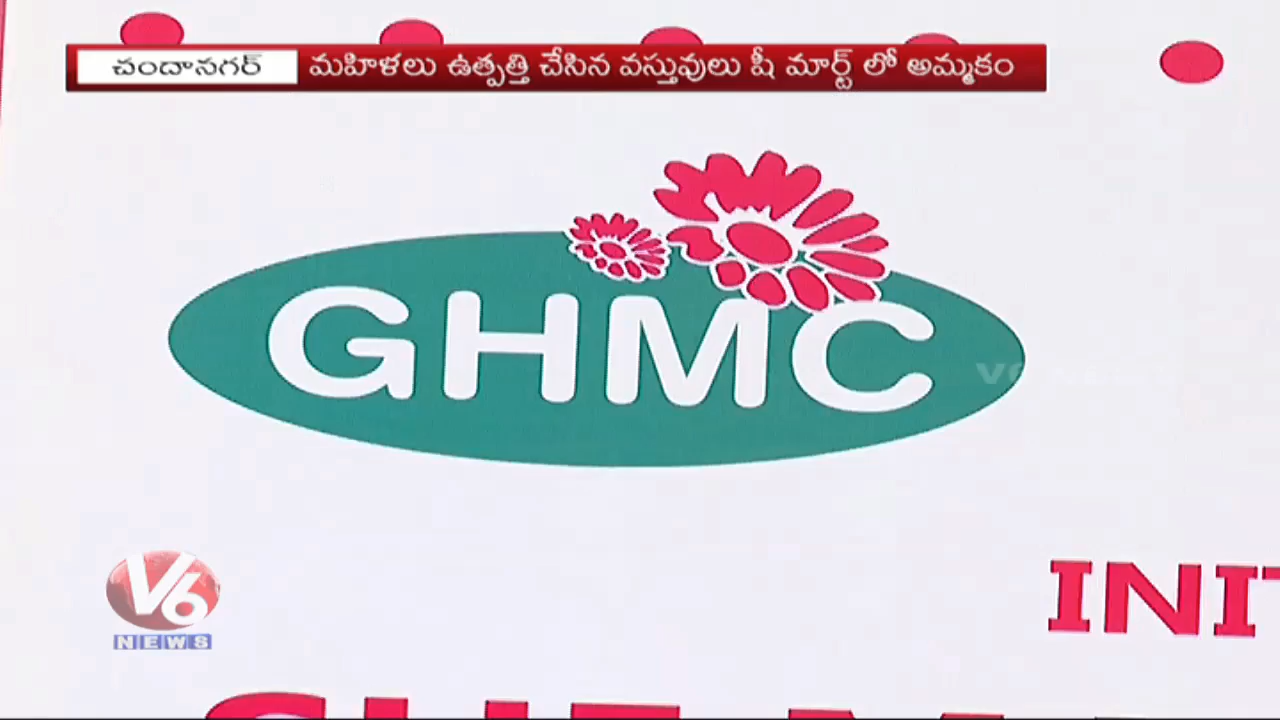 చందానగర్ మహిళలు ఉత్పత్తి చేసిన వస్తువులు షీ మార్ట్ లో అమ్మకం
GHMC
V6
NEWS
INIT